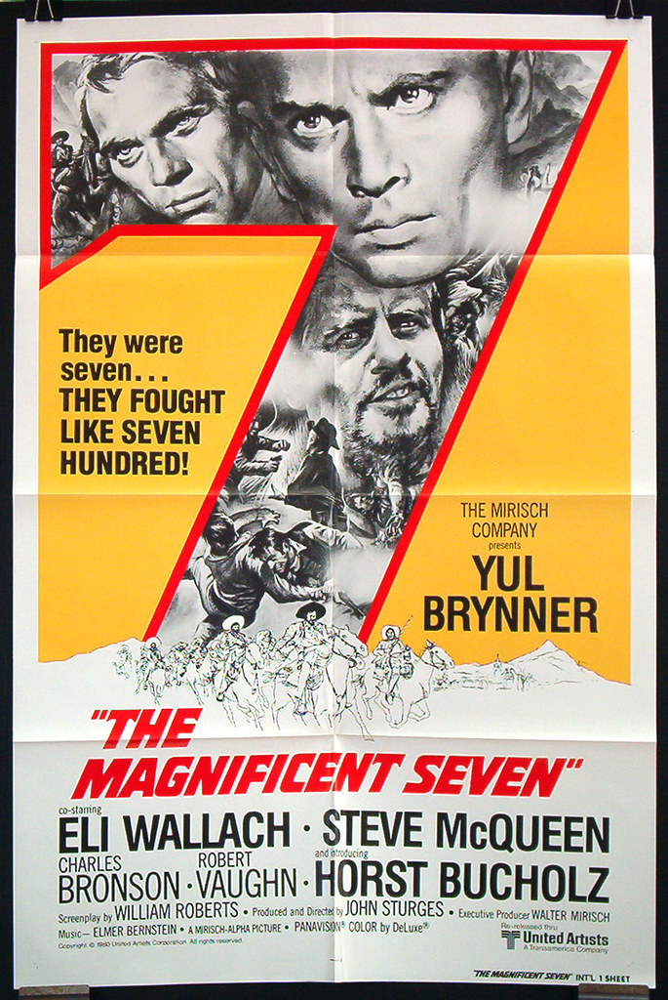 They were
seven...
THEY FOUGHT
LIKE SEVEN
HUNDRED!
THE MIRISCH
COMPANY
presents
YUL
BRYNNER
"THE
MAGNIFICENT SEVEN"
co-starring
ELI WALLACH · STEVE McQUEEN
CHARLES BRONSON · ROBERT VAUGHN · and introducing HORST BUCHOLZ
Screenplay by WILLIAM ROBERTS • Produced and Directed by JOHN STURGES • Executive Producer WALTER MIRISCH
Music—ELMER BERNSTEIN • A MIRISCH-ALPHA PICTURE • PANAVISION® COLOR by DeLuxe®
Copyright © 1960 United Artists Corporation. All rights reserved.
Re-released thru
United Artists
A Transamerica Company
"THE MAGNIFICENT SEVEN" INT'L 1 SHEET